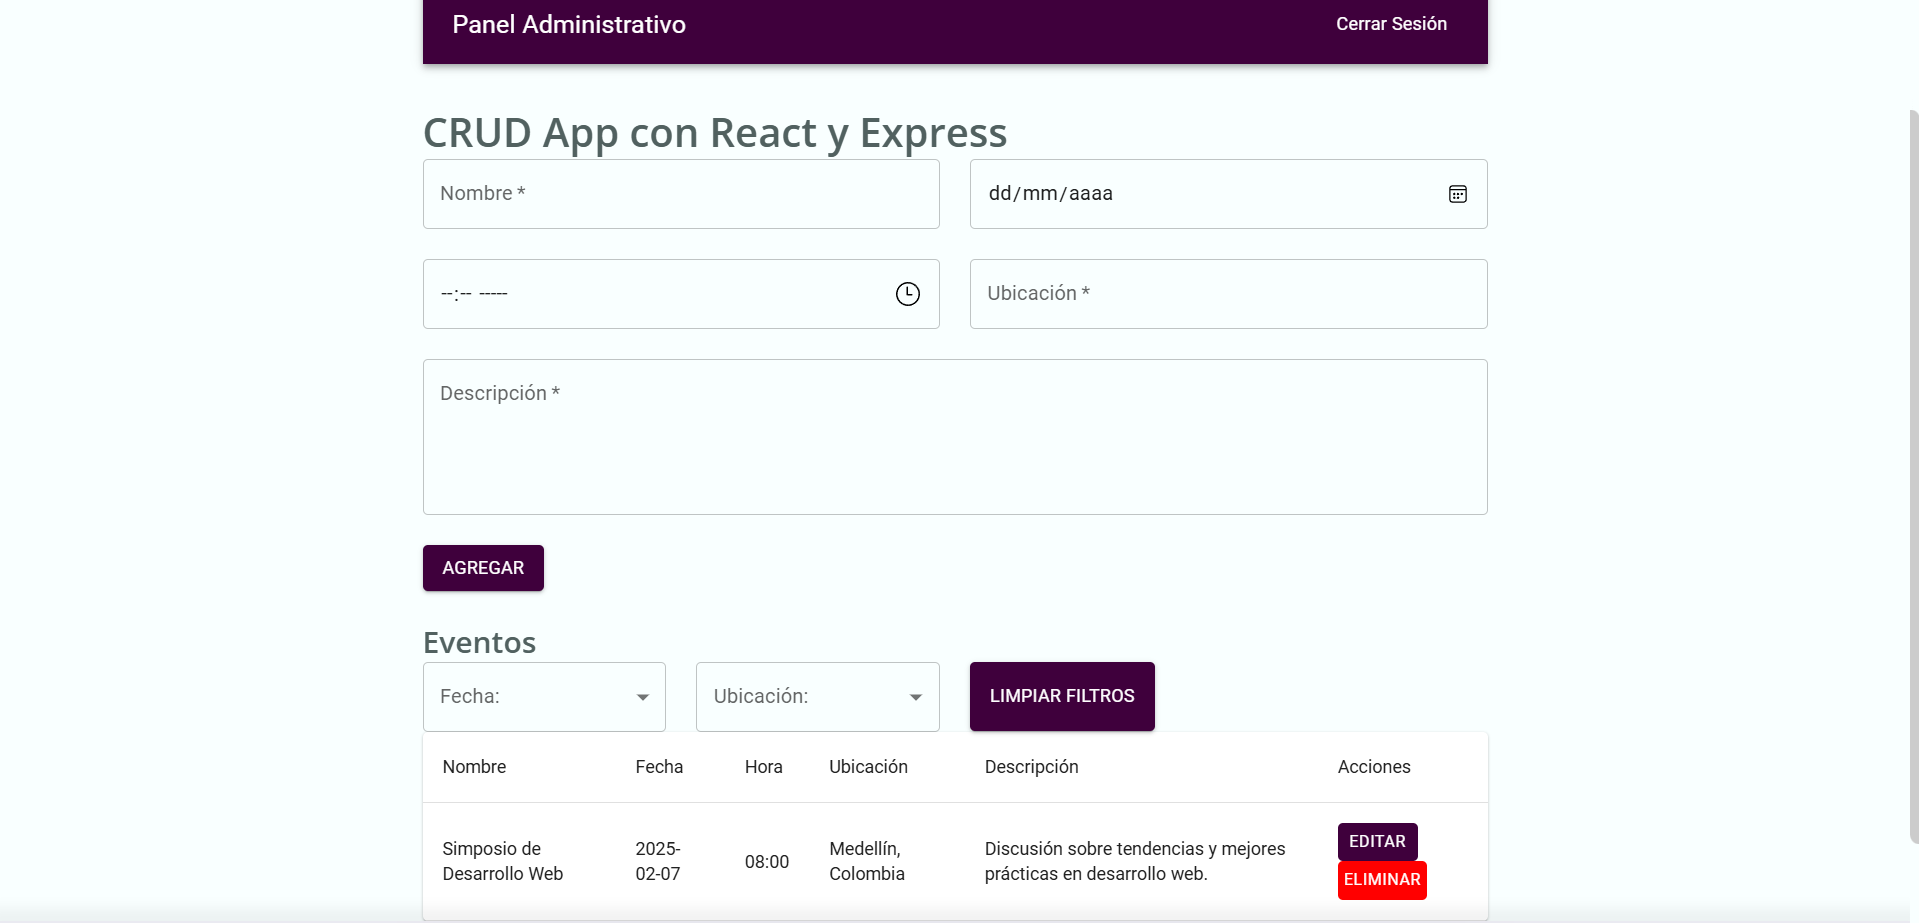 Panel Administrativo
Cerrar Sesión
CRUD App con React y Express
Nombre *
dd/mm/aaaa
--:-- -----
Ubicación *
Descripción *
AGREGAR
Eventos
Fecha:
Ubicación:
LIMPIAR FILTROS
Nombre
Fecha
Hora
Ubicación
Descripción
Acciones
Simposio de
Desarrollo Web
2025-
02-07
08:00
Medellín,
Colombia
Discusión sobre tendencias y mejores
prácticas en desarrollo web.
EDITAR
ELIMINAR